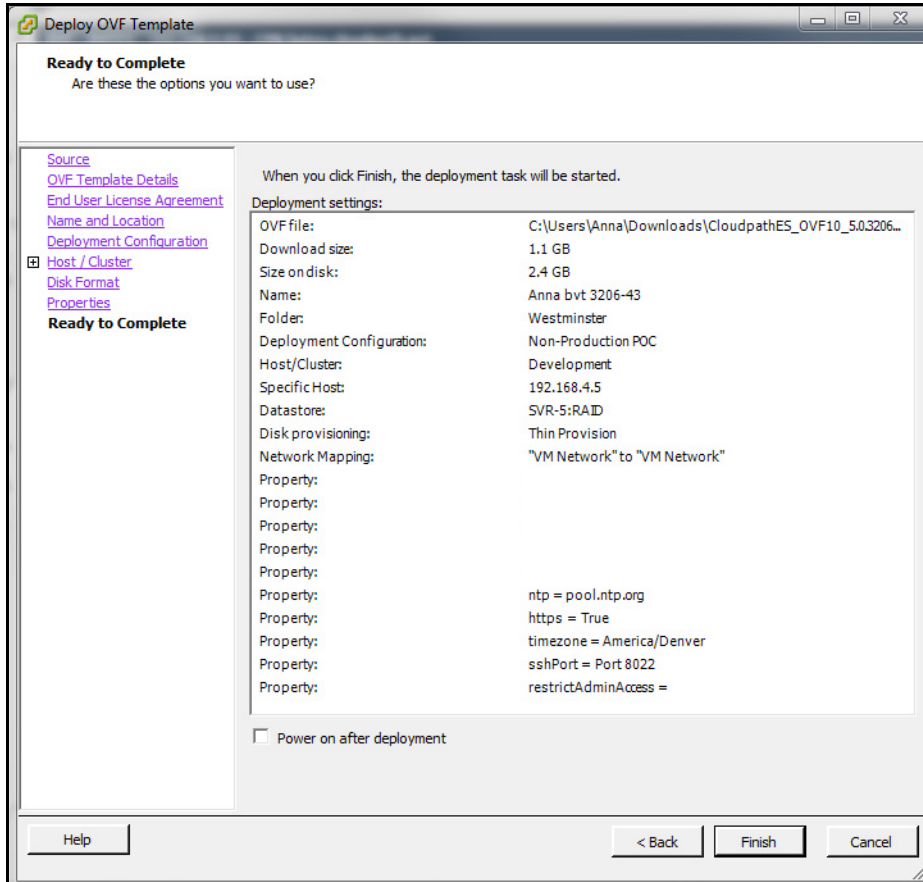 Deploy OVF Template
Ready to Complete
Are these the options you want to use?
Source
OVF Template Details
End User License Agreement
Name and Location
Deployment Configuration
Host / Cluster
Disk Format
Properties
Ready to Complete
When you click Finish, the deployment task will be started.
Deployment settings:
OVF file: C:\Users\Anna\Downloads\CloudpathES_OVF10_5.0.3206...
Download size: 1.1 GB
Size on disk: 2.4 GB
Name: Anna bvt 3206-43
Folder: Westminster
Deployment Configuration: Non-Production POC
Host/Cluster: Development
Specific Host: 192.168.4.5
Datastore: SVR-5:RAID
Disk provisioning: Thin Provision
Network Mapping: "VM Network" to "VM Network"
Property:
Property:
Property:
Property:
Property:
Property: ntp = pool.ntp.org
Property: https = True
Property: timezone = America/Denver
Property: sshPort = Port 8022
Property: restrictAdminAccess =
Power on after deployment
Help
< Back
Finish
Cancel